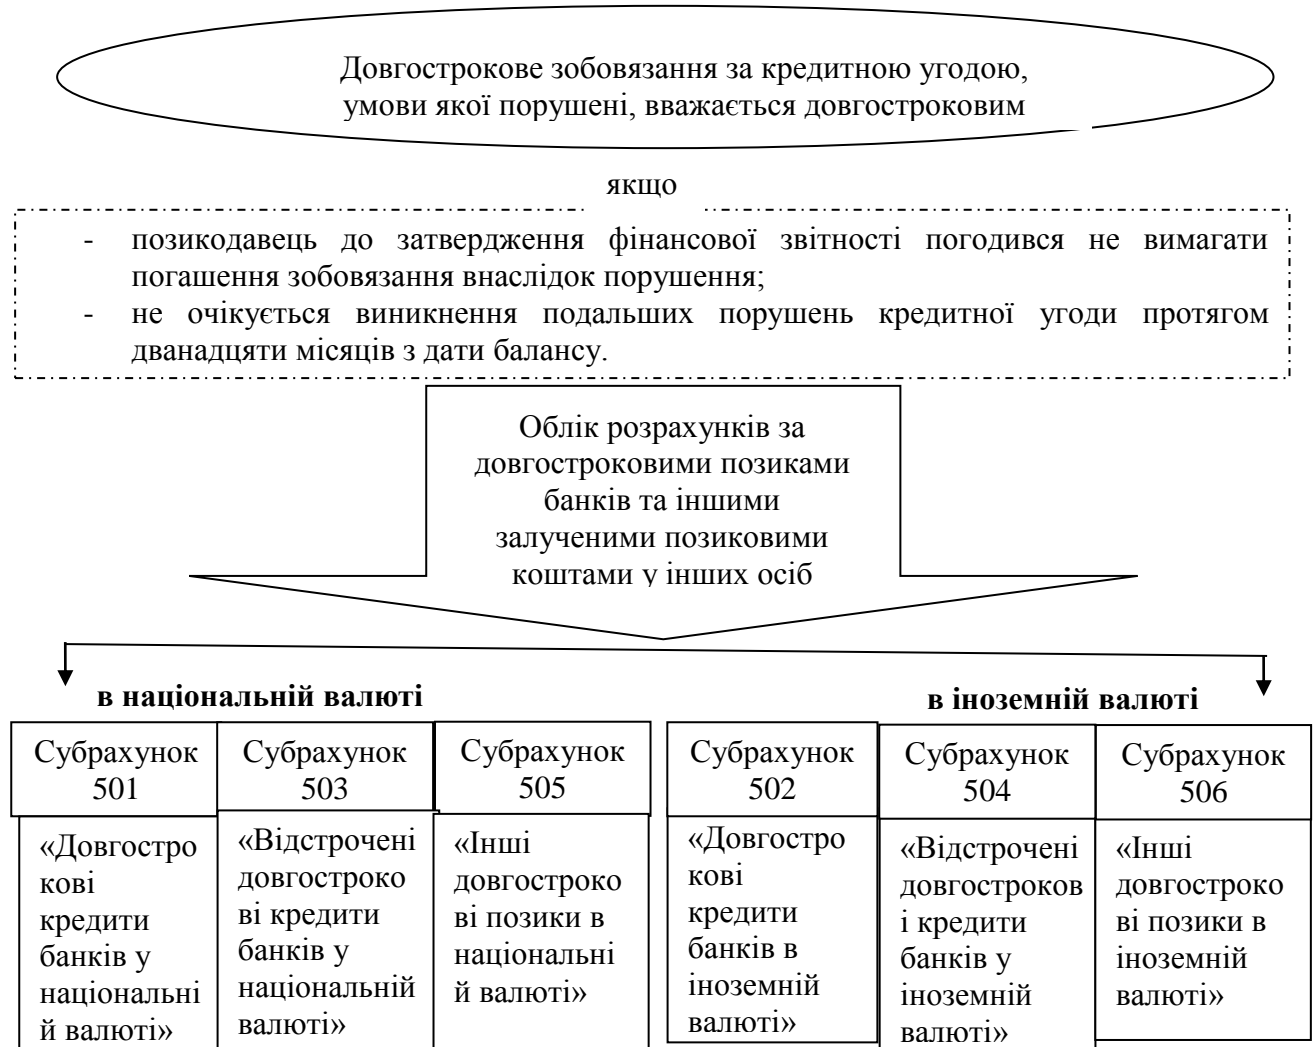 Довгострокове зобовязання за кредитною угодою,
умови якої порушені, вважається довгостроковим
якщо
- позикодавець до затвердження фінансової звітності погодився не вимагати
погашення зобовязання внаслідок порушення;
- не очікується виникнення подальших порушень кредитної угоди протягом
дванадцяти місяців з дати балансу.
Облік розрахунків за
довгостроковими позиками
банків та іншими
залученими позиковими
коштами у інших осіб
в національній валюті
в іноземній валюті
Субрахунок
501
Субрахунок
503
Субрахунок
505
Субрахунок
502
Субрахунок
504
Субрахунок
506
«Довгостро
кові
кредити
банків у
національні
й валюті»
«Відстрочені
довгостроко
ві кредити
банків у
національній
валюті»
«Інші
довгостроко
ві позики в
національні
й валюті»
«Довгостро
кові
кредити
банків в
іноземній
валюті»
«Відстрочені
довгостроков
і кредити
банків у
іноземній
валюті»
«Інші
довгостроко
ві позики в
іноземній
валюті»